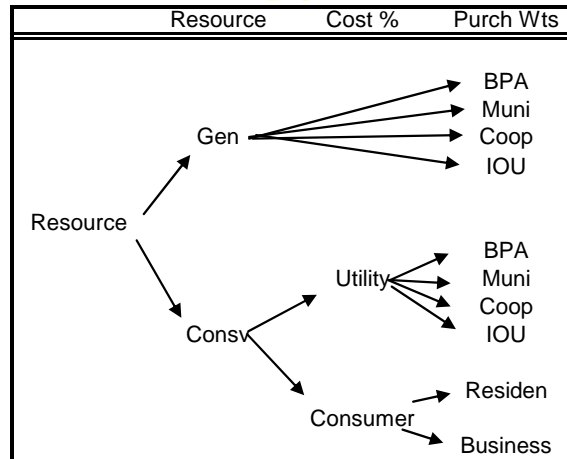 Resource Cost % Purch Wts
BPA
Muni
Gen Coop
IOU
Resource
BPA
Utility Muni
Coop
Consv IOU
Residen
Consumer
Business